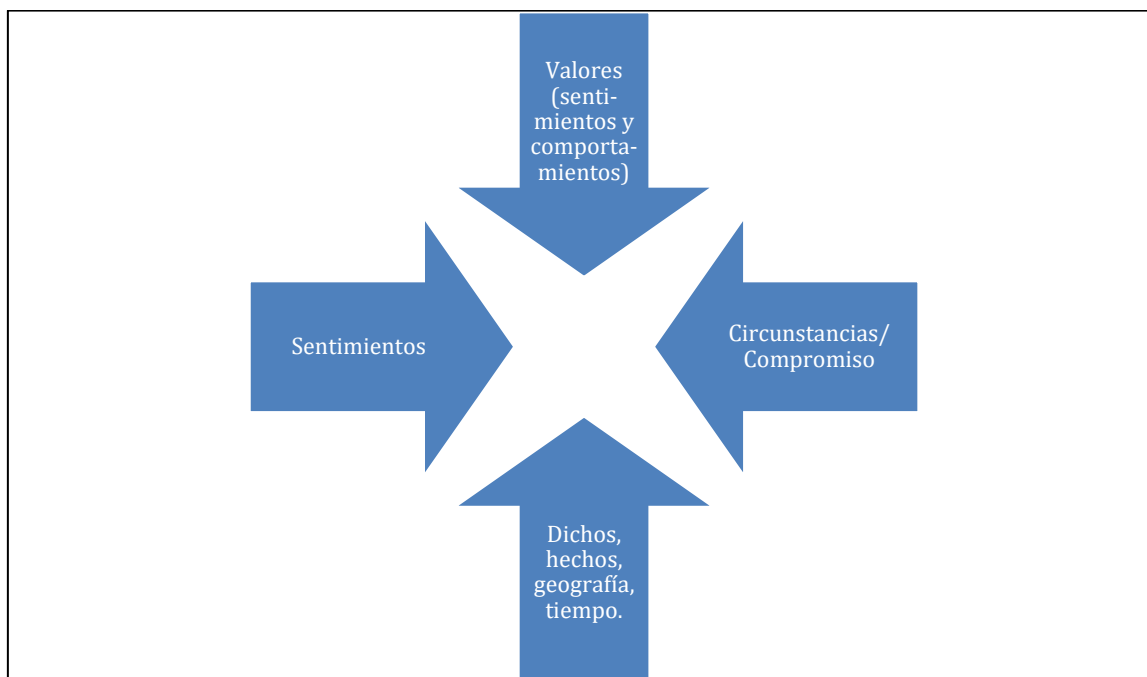 Valores
(senti-
mientos y
comporta-
mientos)
Sentimientos
Circunstancias/
Compromiso
Dichos,
hechos,
geografía,
tiempo.